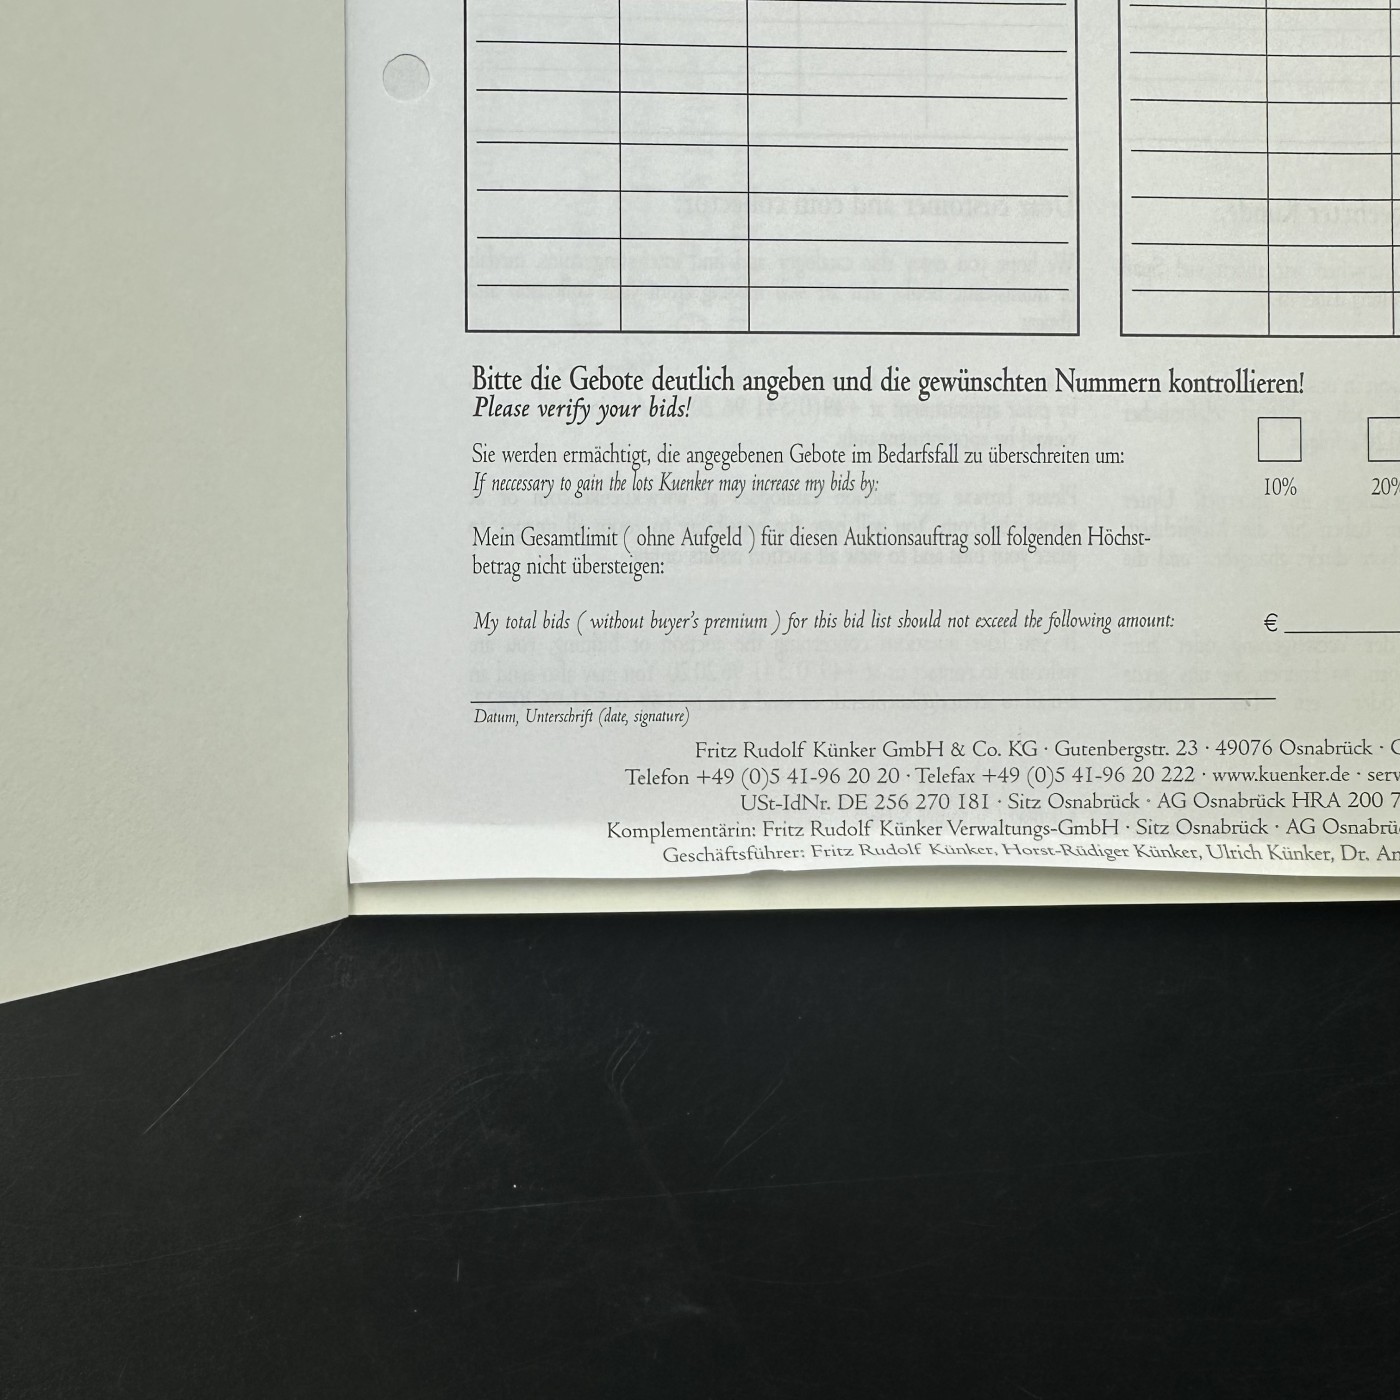 Bitte die Gebote deutlich angeben und die gewünschten Nummern kontrollieren!
Please verify your bids!
Sie werden ermächtigt, die angegebenen Gebote im Bedarfsfall zu überschreiten um:
If neccessary to gain the lots Kuenker may increase my bids by:
10% 20%
Mein Gesamtlimit ( ohne Aufgeld ) für diesen Auktionsauftrag soll folgenden Höchst-
betrag nicht übersteigen:
My total bids ( without buyer's premium ) for this bid list should not exceed the following amount: €
Datum, Unterschrift (date, signature)
Fritz Rudolf Künker GmbH & Co. KG · Gutenbergstr. 23 · 49076 Osnabrück ·
Telefon +49 (0)5 41-96 20 20 · Telefax +49 (0)5 41-96 20 222 · www.kuenker.de ·
USt-IdNr. DE 256 270 181 · Sitz Osnabrück · AG Osnabrück HRA 200 7
Komplementärin: Fritz Rudolf Künker Verwaltungs-GmbH · Sitz Osnabrück · AG
Geschäftsführer: Fritz Rudolf Künker, Horst-Rüdiger Künker, Ulrich Künker, Dr.